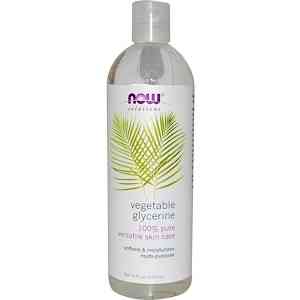 now
solutions
vegetable
glycerine
100% pure
versatile skin care
softens & moisturizes
multi-purpose